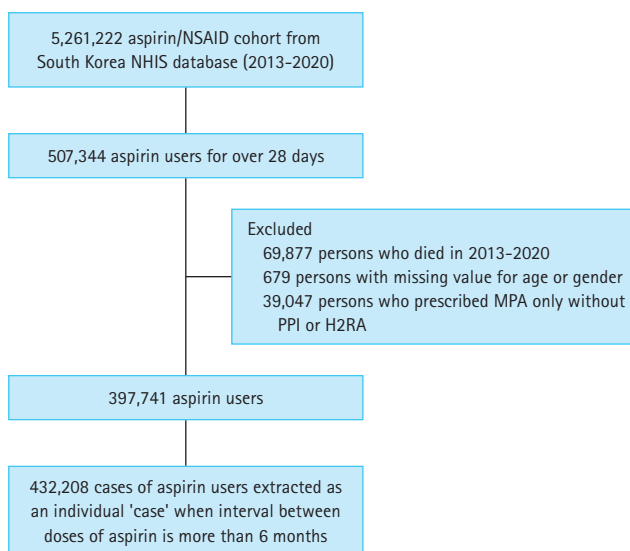 5,261,222 aspirin/NSAID cohort from
South Korea NHIS database (2013-2020)
507,344 aspirin users for over 28 days
Excluded
69,877 persons who died in 2013-2020
679 persons with missing value for age or gender
39,047 persons who prescribed MPA only without
PPI or H2RA
397,741 aspirin users
432,208 cases of aspirin users extracted as
an individual 'case' when interval between
doses of aspirin is more than 6 months